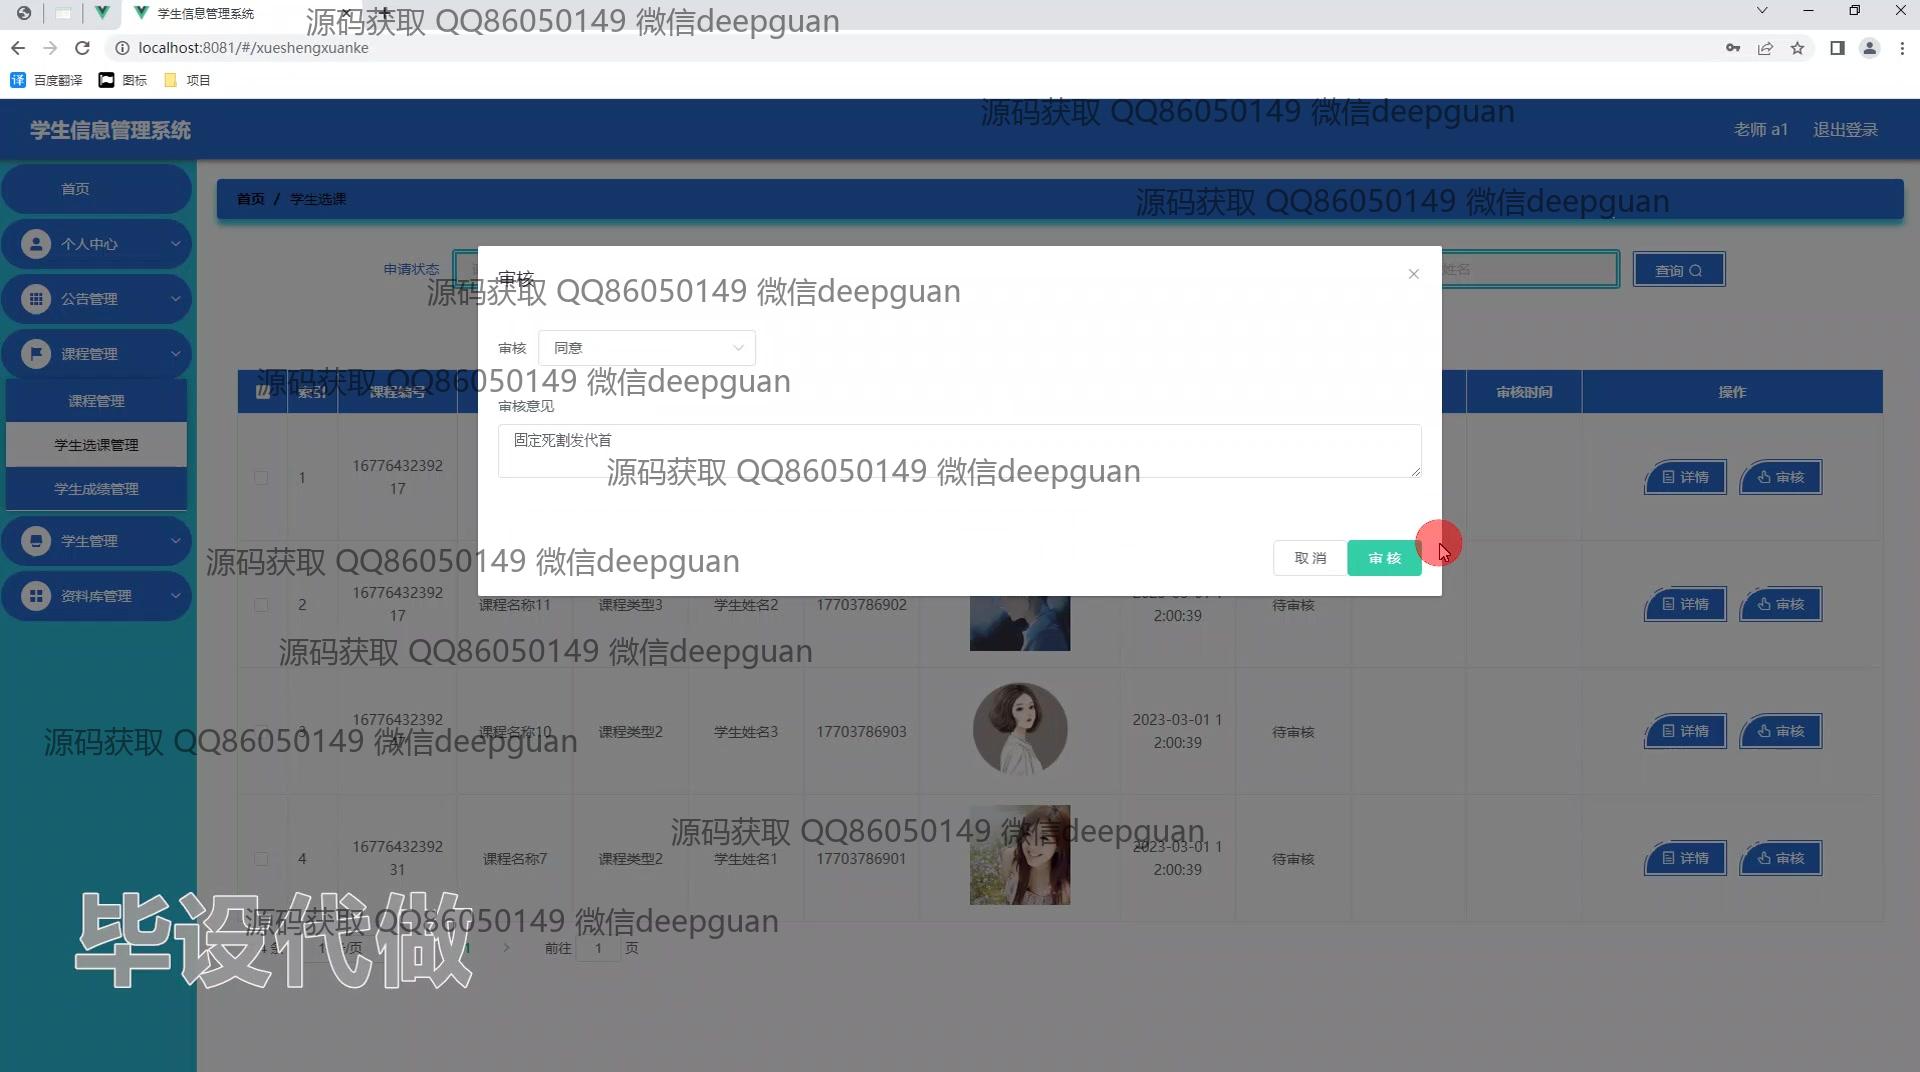 学生信息管理系统
源码获取 QQ86050149 微信deepguan
localhost:8081/#/xueshengxuanke
百度翻译 图标 项目
源码获取 QQ86050149 微信deepguan
学生信息管理系统 老师 a1 退出登录
首页
首页 / 学生选课
源码获取 QQ86050149 微信deepguan
个人中心
申请状态 姓名 查询
审核
源码获取 QQ86050149 微信deepguan
公告管理
审核 同意
课程管理
源码获取 QQ86050149 微信deepguan
索引 课程编号 审核时间 操作
课程管理
审核意见
固定死割发代首
学生选课管理
源码获取 QQ86050149 微信deepguan
1 16776432392
17 详情 审核
学生成绩管理
学生管理
取消 审核
源码获取 QQ86050149 微信deepguan
资料库管理
2 16776432392
17 课程名称11 课程类型3 学生姓名2 17703786902 2:00:39 待审核 详情 审核
源码获取 QQ86050149 微信deepguan
3 16776432392
课程名称10 课程类型2 学生姓名3 17703786903 2023-03-01 1
2:00:39 待审核 详情 审核
源码获取 QQ86050149 微信deepguan
源码获取 QQ86050149 微信deepguan
4 16776432392
31 课程名称7 课程类型2 学生姓名1 17703786901 2023-03-01 1
2:00:39 待审核 详情 审核
源码获取 QQ86050149 微信deepguan
毕设代做
1 前往 1 页